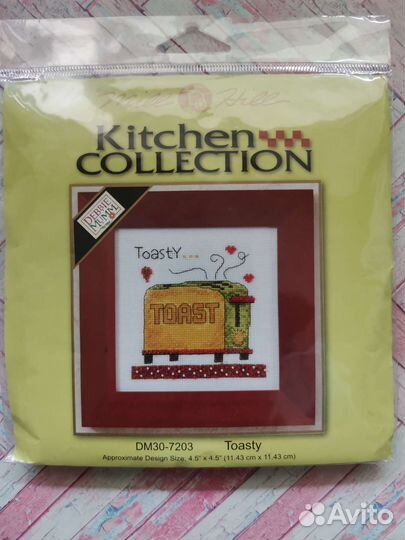 Mill Hill
Kitchen
COLLECTION
DEBBIE
MUMM
Toasty
TOAST
DM30-7203 Toasty
Approximate Design Size, 4.5" x 4.5" (11.43 cm x 11.43 cm)
Avito